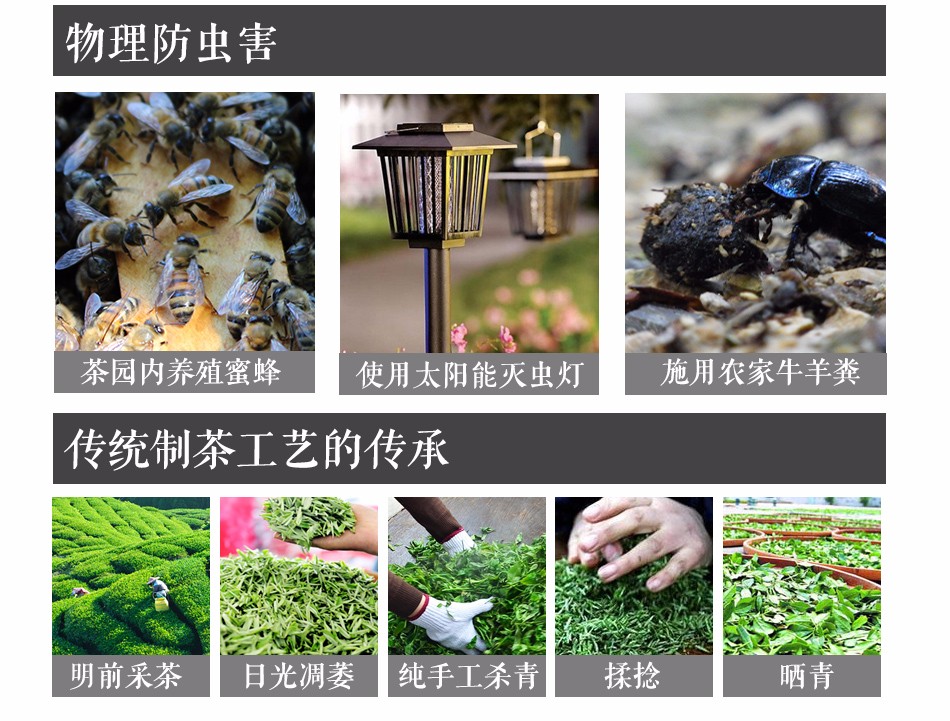 物理防虫害
茶园内养殖蜜蜂
使用太阳能灭虫灯
施用农家牛羊粪
传统制茶工艺的传承
明前采茶
日光凋萎
纯手工杀青
揉捻
晒青